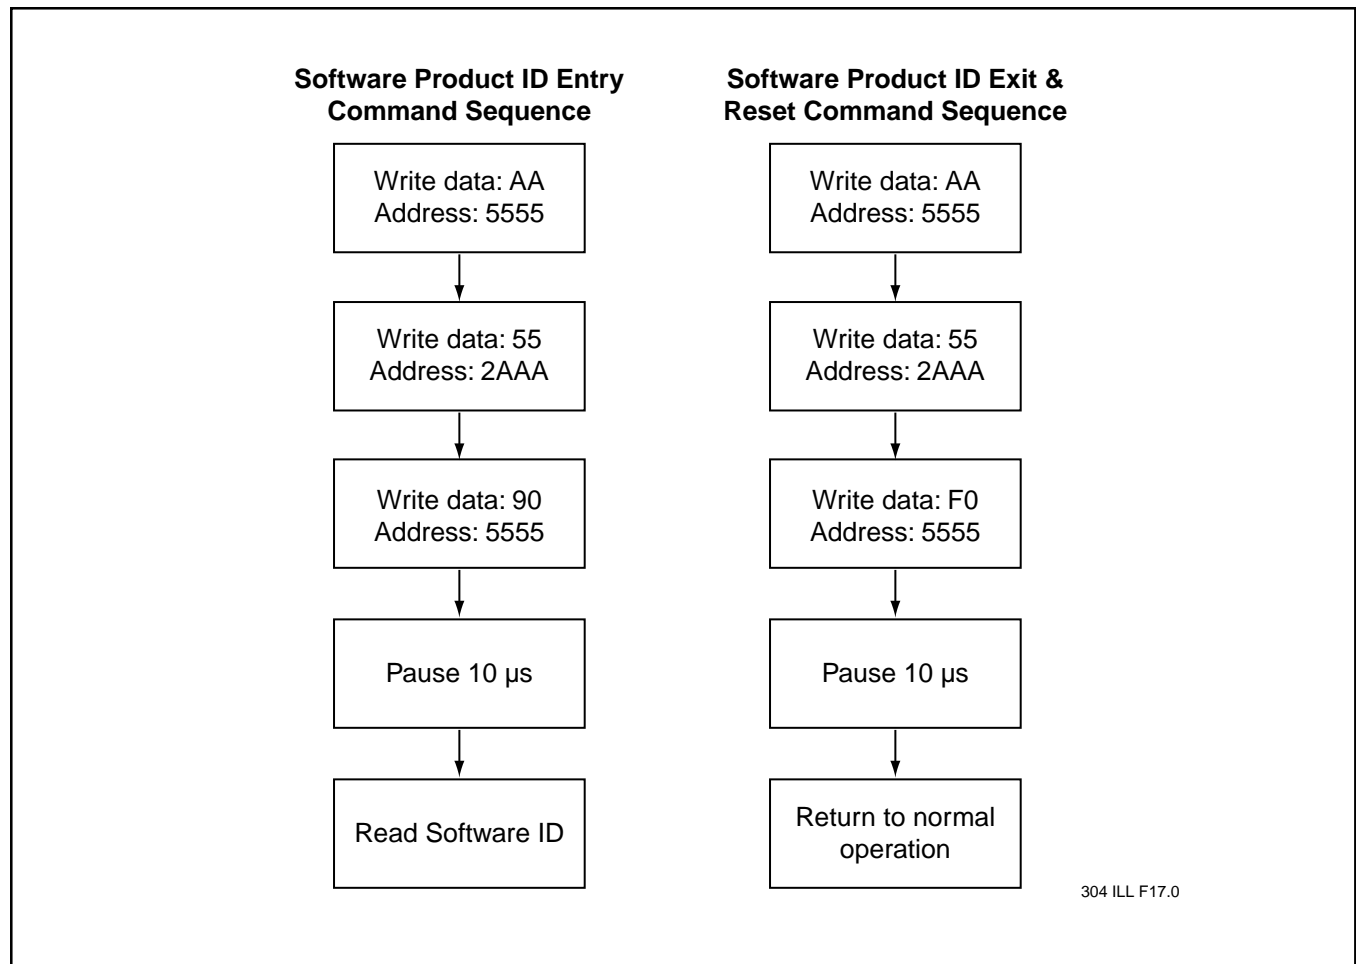 Software Product ID Entry
Command Sequence
Write data: AA
Address: 5555
Write data: 55
Address: 2AAA
Write data: 90
Address: 5555
Pause 10 µs
Read Software ID
Software Product ID Exit &
Reset Command Sequence
Write data: AA
Address: 5555
Write data: 55
Address: 2AAA
Write data: F0
Address: 5555
Pause 10 µs
Return to normal
operation
304 ILL F17.0